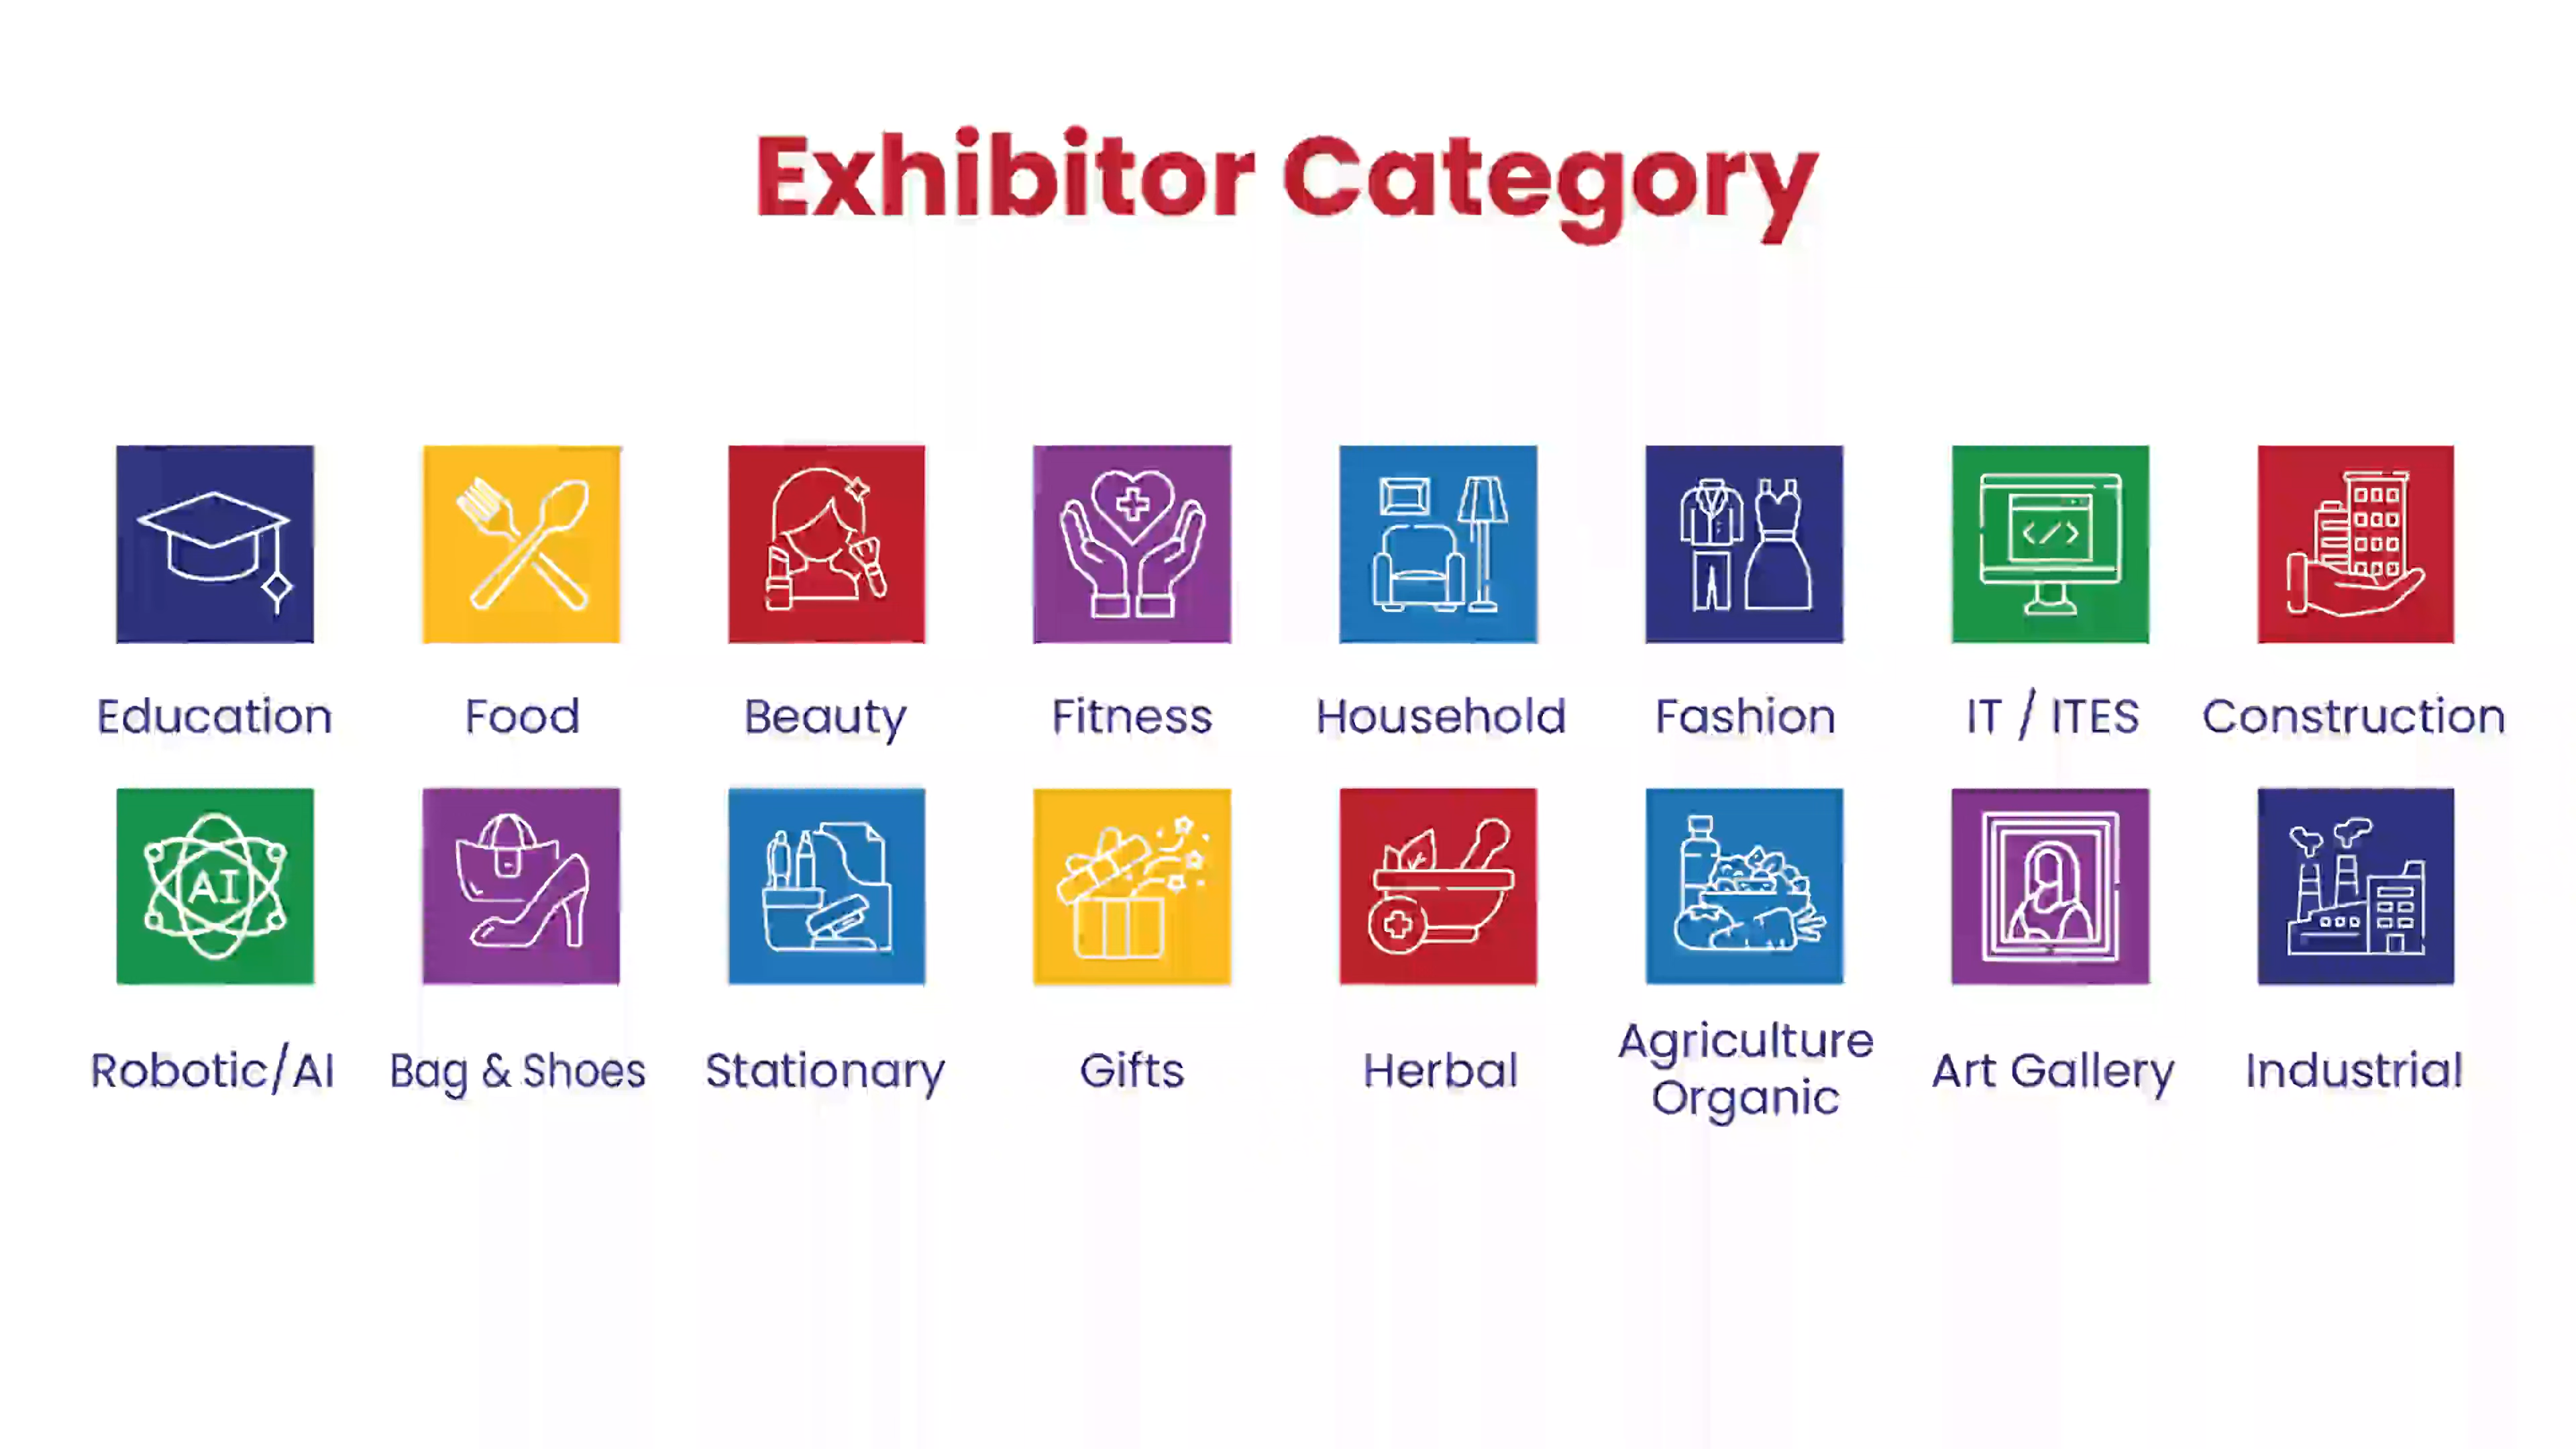 Exhibitor Category
Education
Food
Beauty
Fitness
Household
Fashion
</>
IT / ITES
Construction
AI
Robotic/AI
Bag & Shoes
Stationary
Gifts
Herbal
Agriculture
Organic
Art Gallery
Industrial